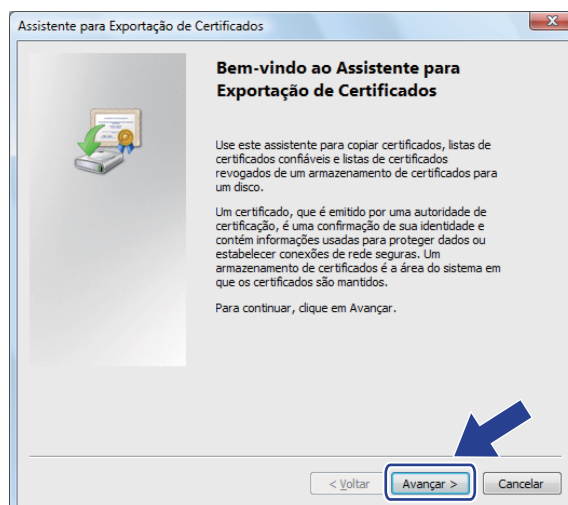 Assistente para Exportação de Certificados
X
Bem-vindo ao Assistente para
Exportação de Certificados
Use este assistente para copiar certificados, listas de
certificados confiáveis e listas de certificados
revogados de um armazenamento de certificados para
um disco.
Um certificado, que é emitido por uma autoridade de
certificação, é uma confirmação de sua identidade e
contém informações usadas para proteger dados ou
estabelecer conexões de rede seguras. Um
armazenamento de certificados é a área do sistema em
que os certificados são mantidos.
Para continuar, clique em Avançar.
< Voltar Avançar > Cancelar